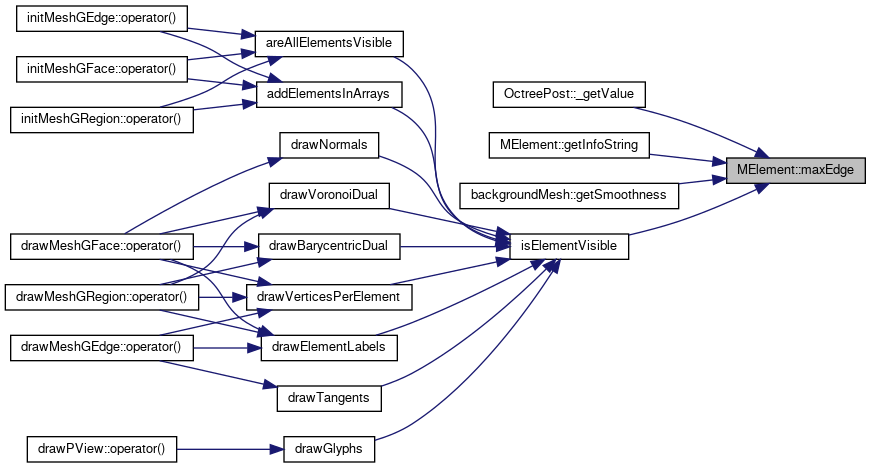 initMeshGEdge::operator()
areAllElementsVisible
initMeshGFace::operator()
addElementsInArrays
OctreePost::_getValue
initMeshGRegion::operator()
drawNormals
MElement::getInfoString
MElement::maxEdge
drawVoronoiDual
backgroundMesh::getSmoothness
drawMeshGFace::operator()
drawBarycentricDual
isElementVisible
drawMeshGRegion::operator()
drawVerticesPerElement
drawMeshGEdge::operator()
drawElementLabels
drawTangents
drawPView::operator()
drawGlyphs